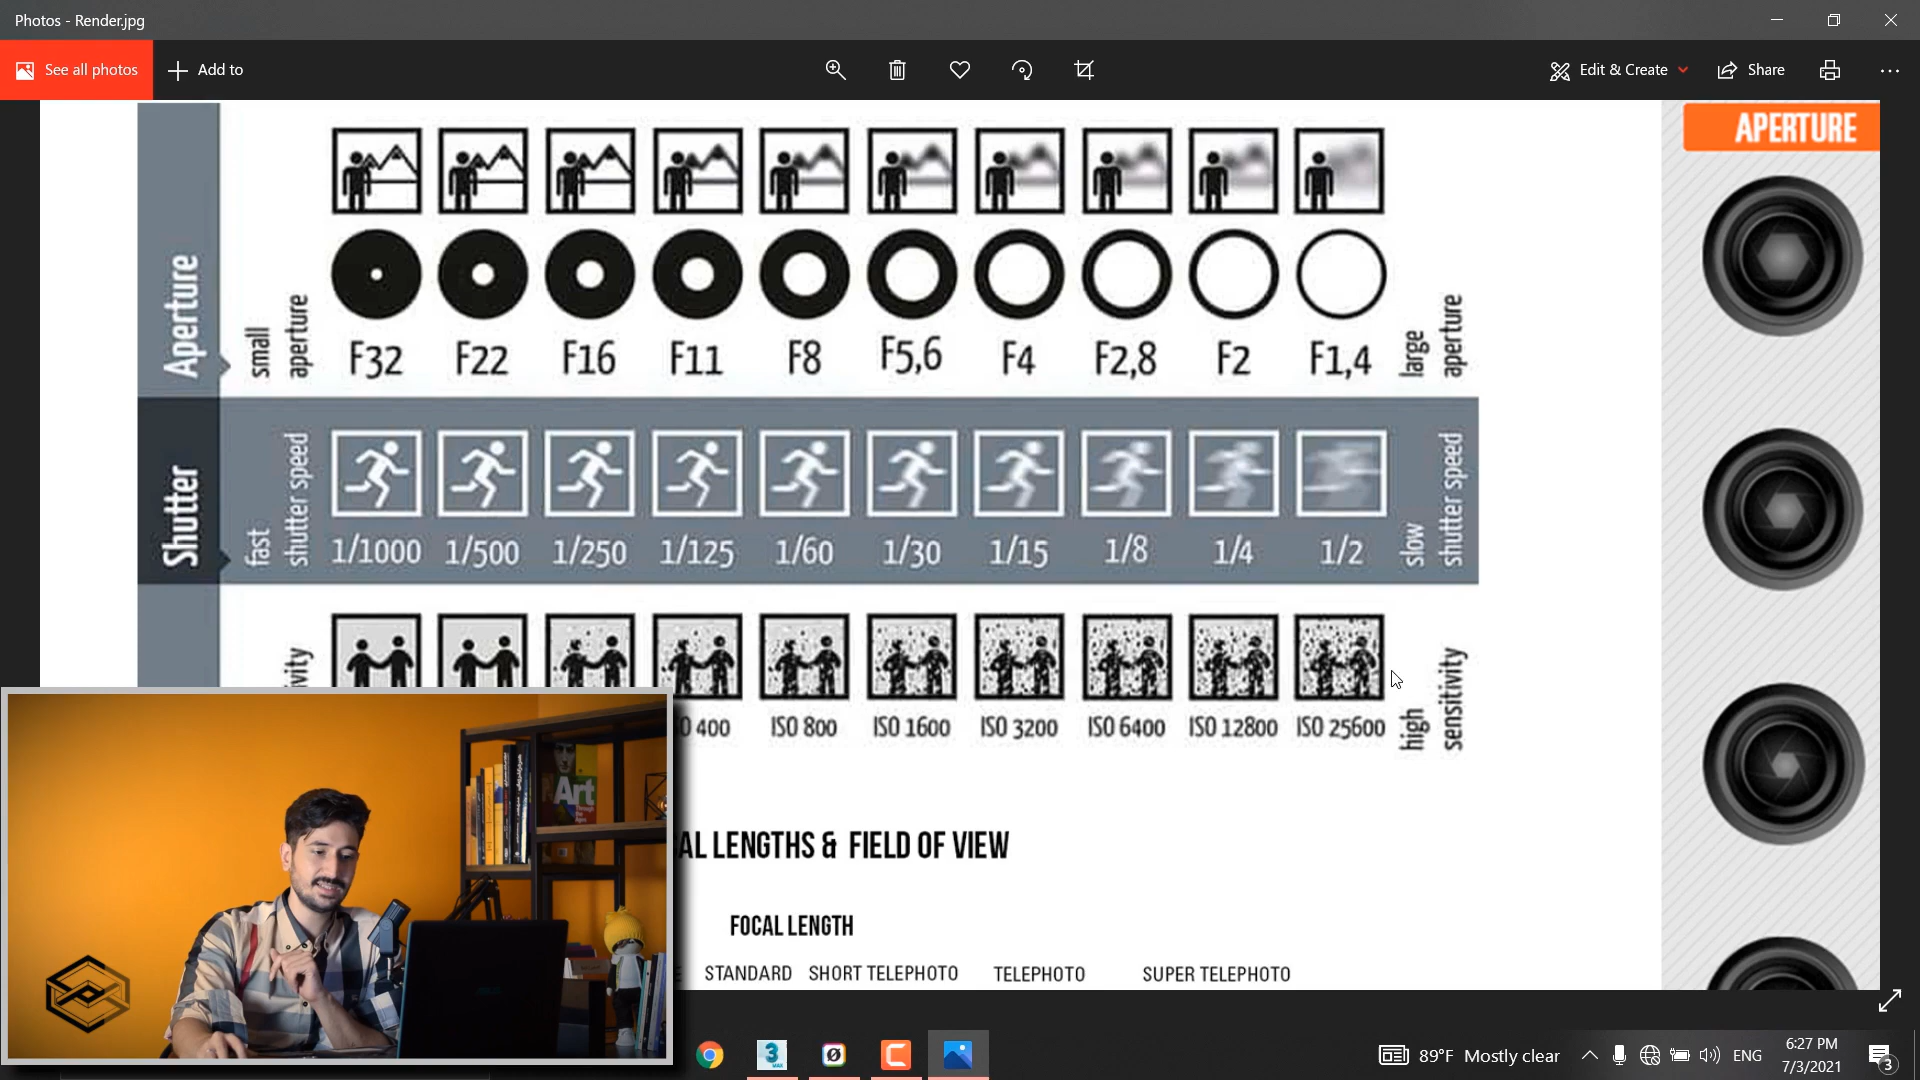 Photos - Render.jpg
See all photos
Add to
Edit & Create
Share
APERTURE
Aperture
small
aperture
F32 F22 F16 F11 F8 F5,6 F4 F2,8 F2 F1,4
large
aperture
Shutter
fast
shutter speed
1/1000 1/500 1/250 1/125 1/60 1/30 1/15 1/8 1/4 1/2
slow
shutter speed
400 ISO 800 ISO 1600 ISO 3200 ISO 6400 ISO 12800 ISO 25600
high
sensitivity
LENGTHS & FIELD OF VIEW
FOCAL LENGTH
STANDARD SHORT TELEPHOTO TELEPHOTO SUPER TELEPHOTO
Art
89°F Mostly clear
ENG
6:27 PM
7/3/2021
3